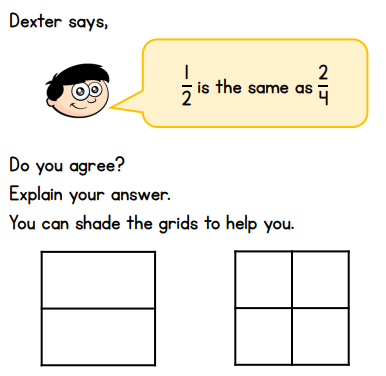 Dexter says,
1/2 is the same as 2/4
Do you agree?
Explain your answer.
You can shade the grids to help you.